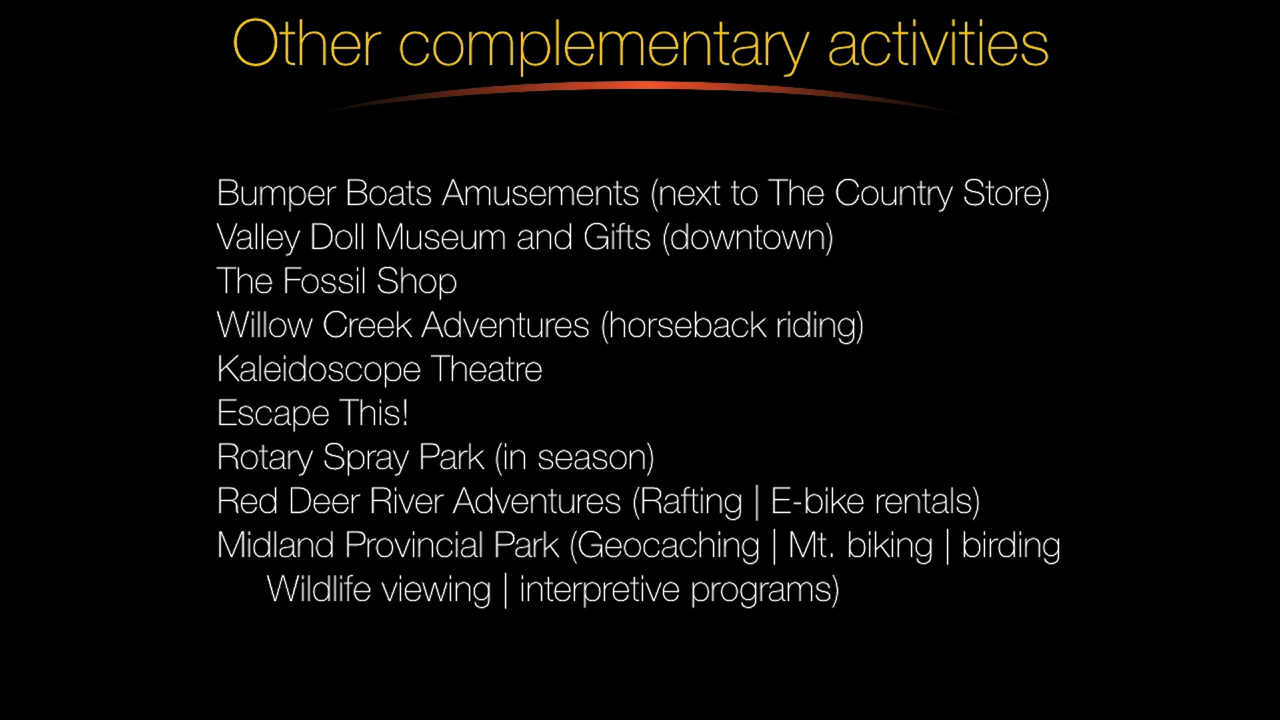 Other complementary activities
Bumper Boats Amusements (next to The Country Store)
Valley Doll Museum and Gifts (downtown)
The Fossil Shop
Willow Creek Adventures (horseback riding)
Kaleidoscope Theatre
Escape This!
Rotary Spray Park (in season)
Red Deer River Adventures (Rafting | E-bike rentals)
Midland Provincial Park (Geocaching | Mt. biking | birding
Wildlife viewing | interpretive programs)